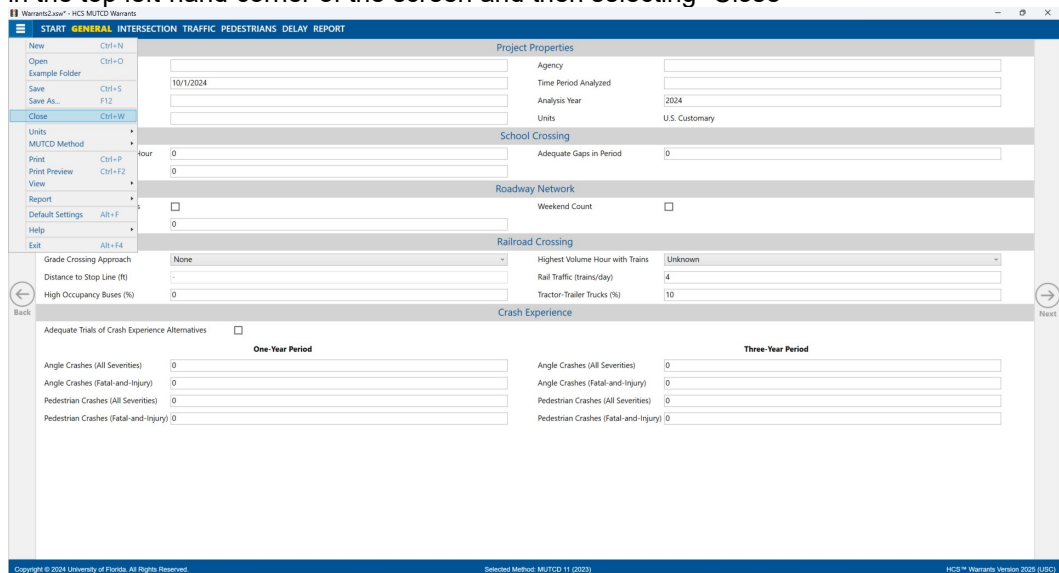 in the top left-hand corner of the screen and then selecting "Close"
Warrants2.xsw* - HCS MUTCD Warrants
START GENERAL INTERSECTION TRAFFIC PEDESTRIANS DELAY REPORT
New Ctrl+N
Open Ctrl+O
Example Folder
Save Ctrl+S
Save As... F12
Close Ctrl+W
Units
MUTCD Method
Print Ctrl+P
Print Preview Ctrl+F2
View
Report
Default Settings Alt+F
Help
Exit Alt+F4
Project Properties
Agency
10/1/2024 Time Period Analyzed
Analysis Year 2024
Units U.S. Customary
School Crossing
Hour 0 Adequate Gaps in Period 0
0
Roadway Network
s Weekend Count
0
Railroad Crossing
Grade Crossing Approach None Highest Volume Hour with Trains Unknown
Distance to Stop Line (ft) - Rail Traffic (trains/day) 4
High Occupancy Buses (%) 0 Tractor-Trailer Trucks (%) 10
Back Next
Crash Experience
Adequate Trials of Crash Experience Alternatives
One-Year Period Three-Year Period
Angle Crashes (All Severities) 0 Angle Crashes (All Severities) 0
Angle Crashes (Fatal-and-Injury) 0 Angle Crashes (Fatal-and-Injury) 0
Pedestrian Crashes (All Severities) 0 Pedestrian Crashes (All Severities) 0
Pedestrian Crashes (Fatal-and-Injury) 0 Pedestrian Crashes (Fatal-and-Injury) 0
Copyright © 2024 University of Florida. All Rights Reserved. Selected Method: MUTCD 11 (2023) HCS™ Warrants Version 2025 (USC)